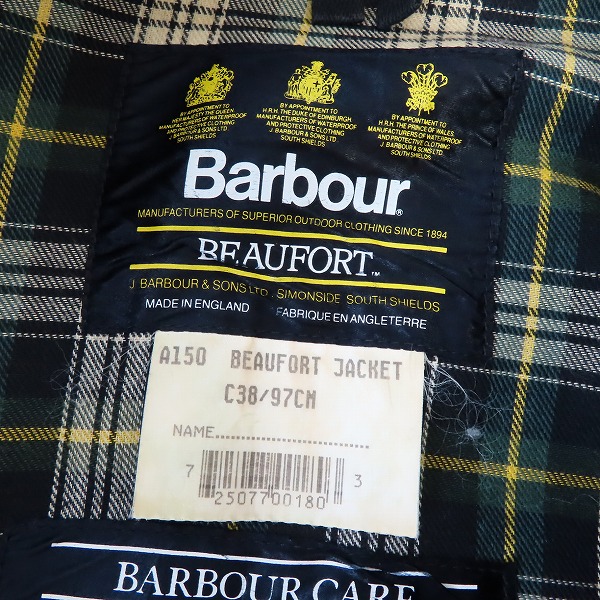 BY APPOINTMENT TO
HER MAJESTY THE QUEEN
MANUFACTURERS OF WATERPROOF
AND PROTECTIVE CLOTHING
J. BARBOUR & SONS LTD
SOUTH SHIELDS
BY APPOINTMENT TO
H.R.H. THE DUKE OF EDINBURGH
MANUFACTURERS OF WATERPROOF
AND PROTECTIVE CLOTHING
J. BARBOUR & SONS LTD
SOUTH SHIELDS
BY APPOINTMENT TO
H.R.H. THE PRINCE OF WALES
MANUFACTURERS OF WATERPROOF
AND PROTECTIVE CLOTHING
J. BARBOUR & SONS LTD
SOUTH SHIELDS
Barbour®
MANUFACTURERS OF SUPERIOR OUTDOOR CLOTHING SINCE 1894
BEAUFORT™
J. BARBOUR & SONS LTD. SIMONSIDE SOUTH SHIELDS
MADE IN ENGLAND FABRIQUE EN ANGLETERRE
A150 BEAUFORT JACKET
C38/97CM
NAME............................
7 2507700180 3
BARBOUR CARE